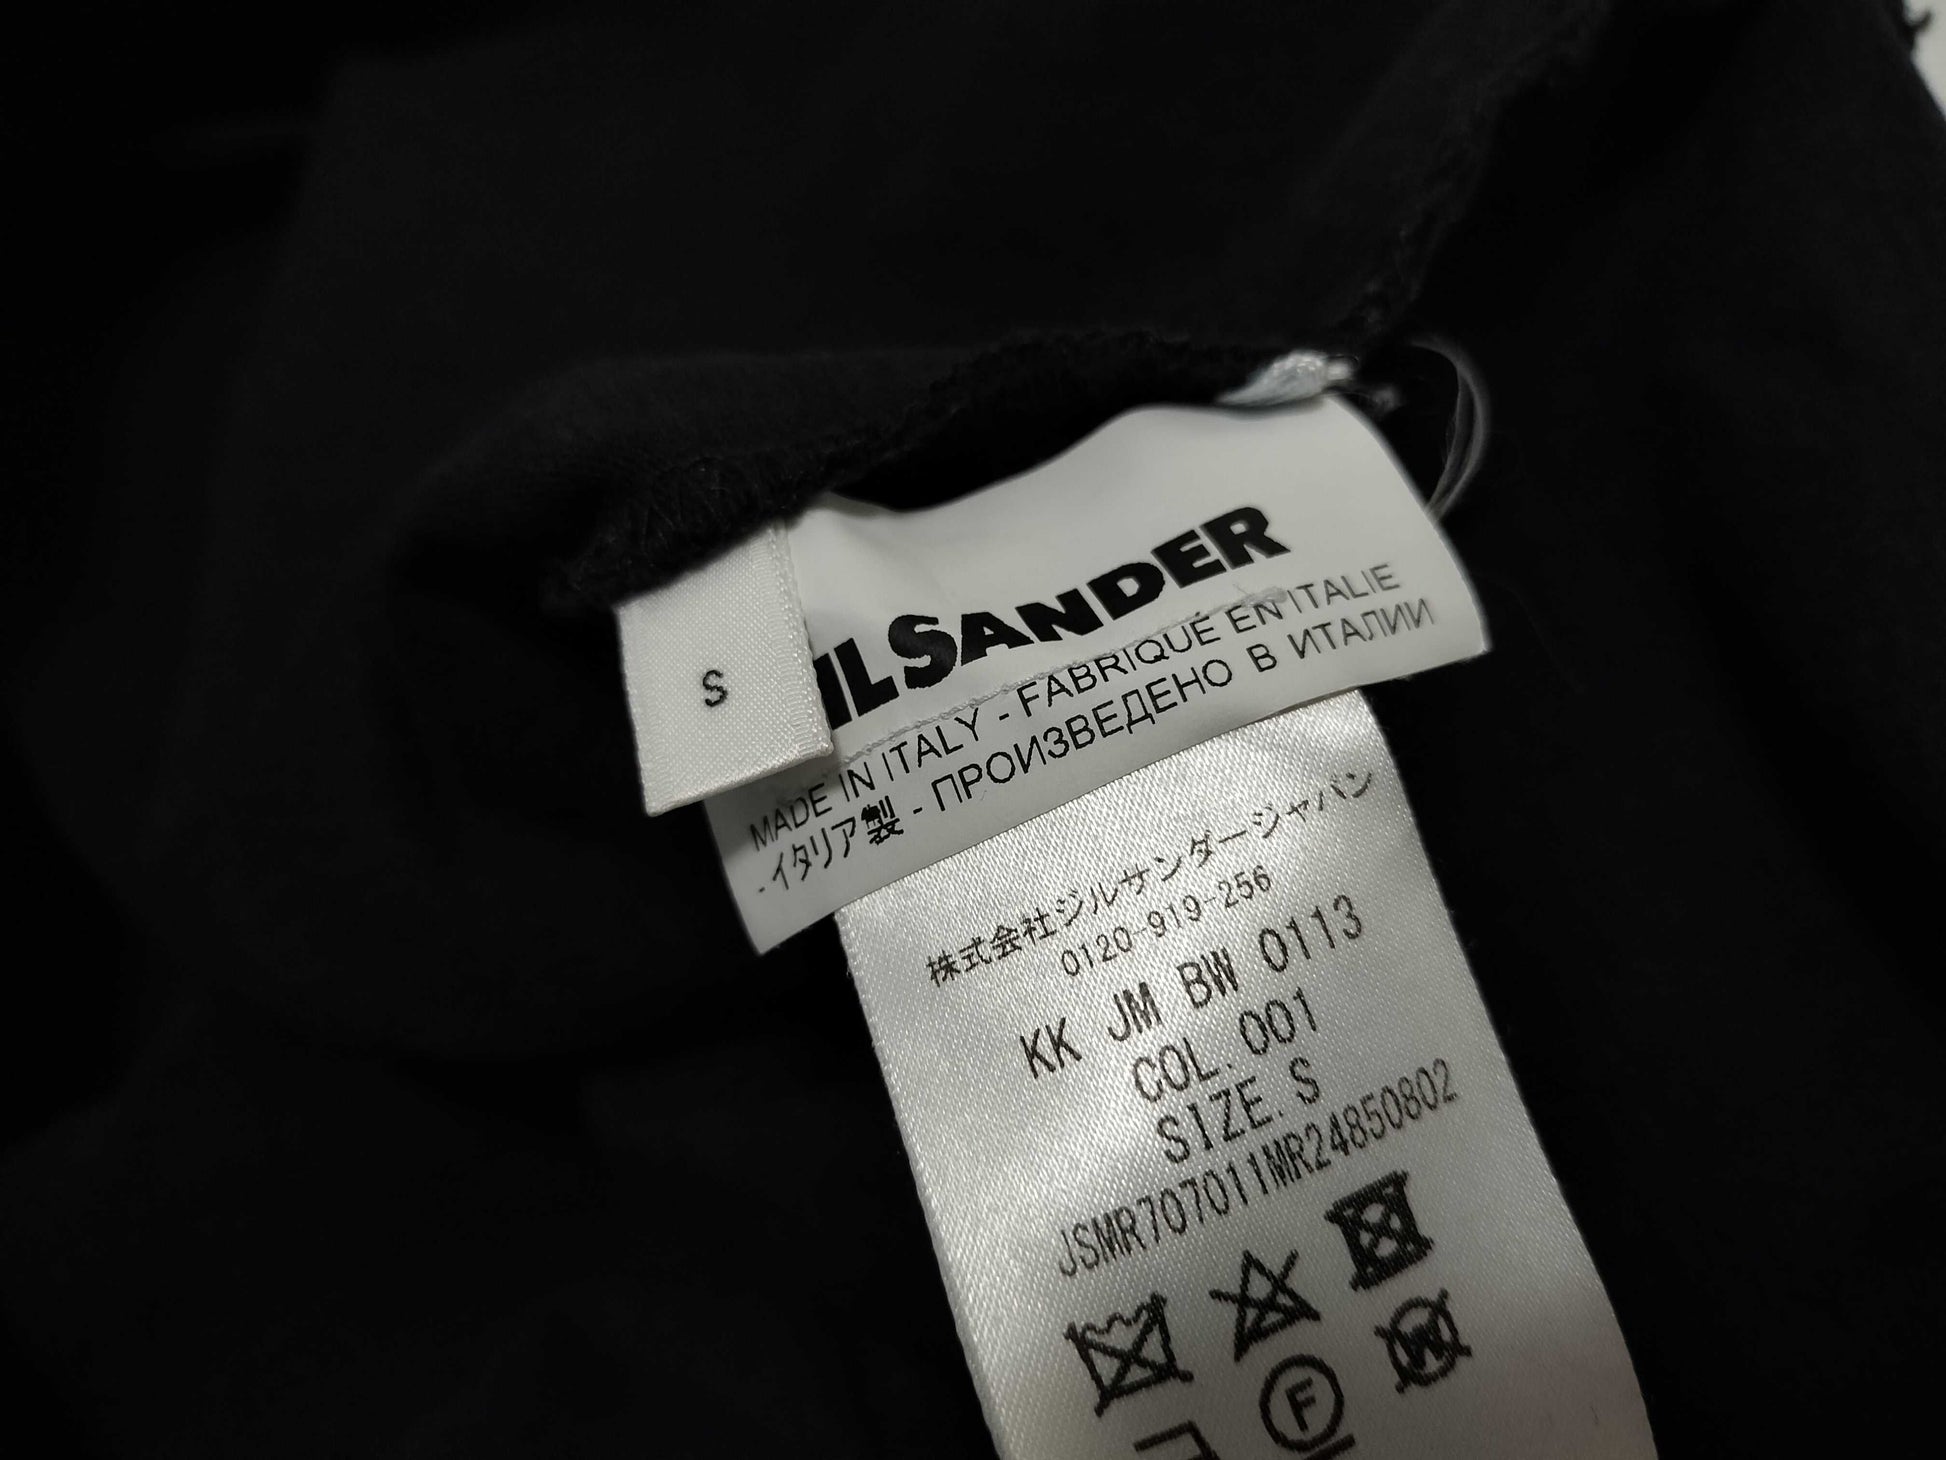 S
JIL SANDER
MADE IN ITALY - FABRIQUÉ EN ITALIE
- イタリア製 - ПРОИЗВЕДЕНО В ИТАЛИИ
株式会社ジルサンダージャパン
0120-919-256
KK JM BW 0113
COL. 001
SIZE. S
JSMR707011MR24850802
W
F